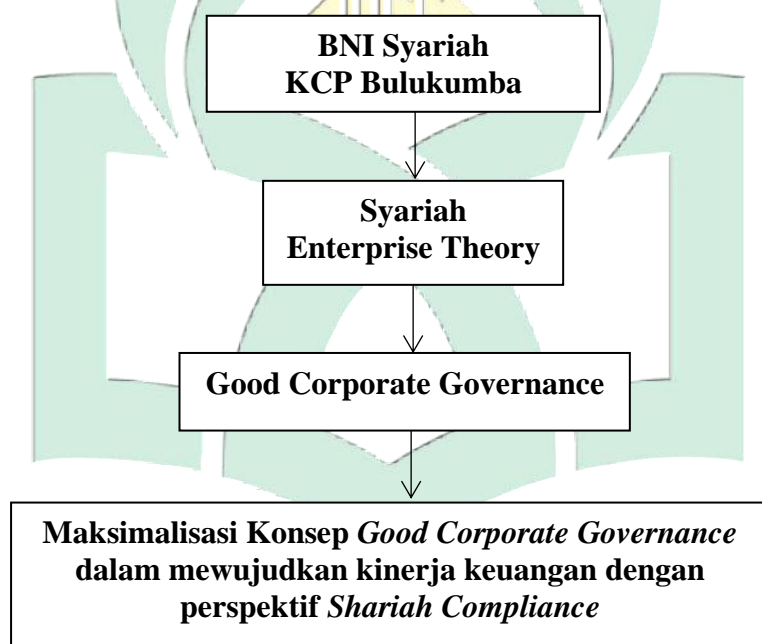 BNI Syariah
KCP Bulukumba
Syariah
Enterprise Theory
Good Corporate Governance
Maksimalisasi Konsep Good Corporate Governance
dalam mewujudkan kinerja keuangan dengan
perspektif Shariah Compliance